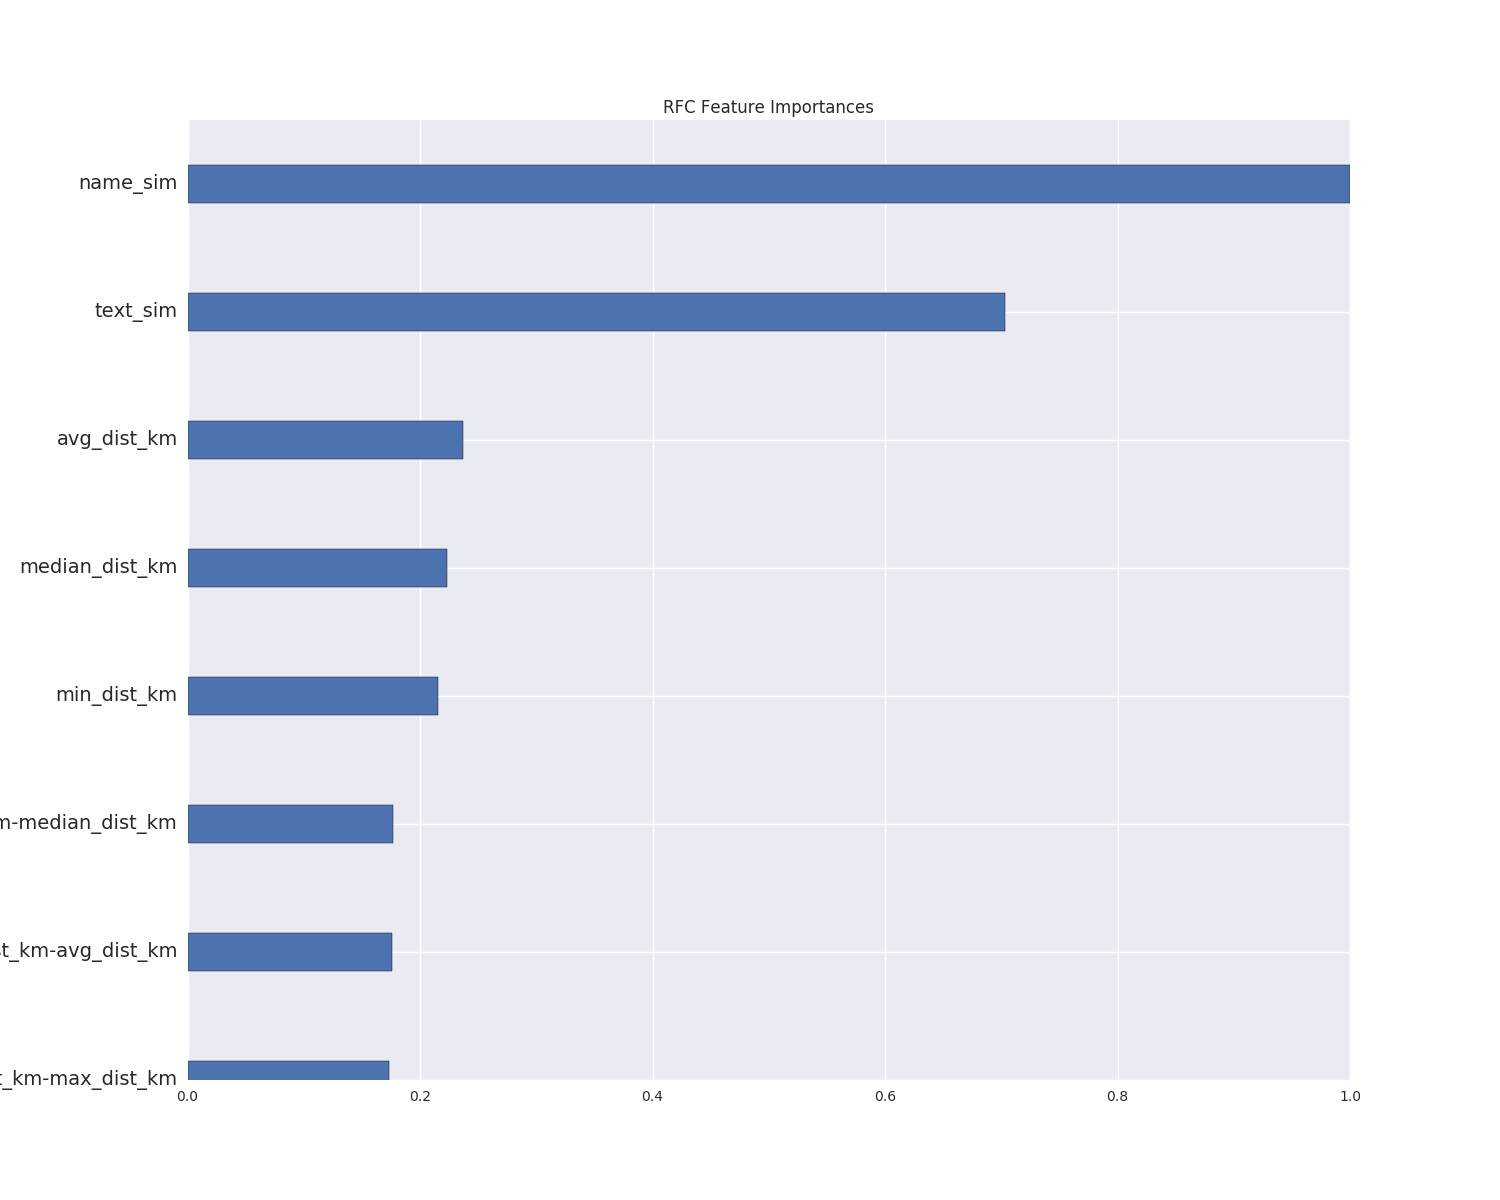 RFC Feature Importances
name_sim
text_sim
avg_dist_km
median_dist_km
min_dist_km
m-median_dist_km
t_km-avg_dist_km
t_km-max_dist_km
0.0 0.2 0.4 0.6 0.8 1.0